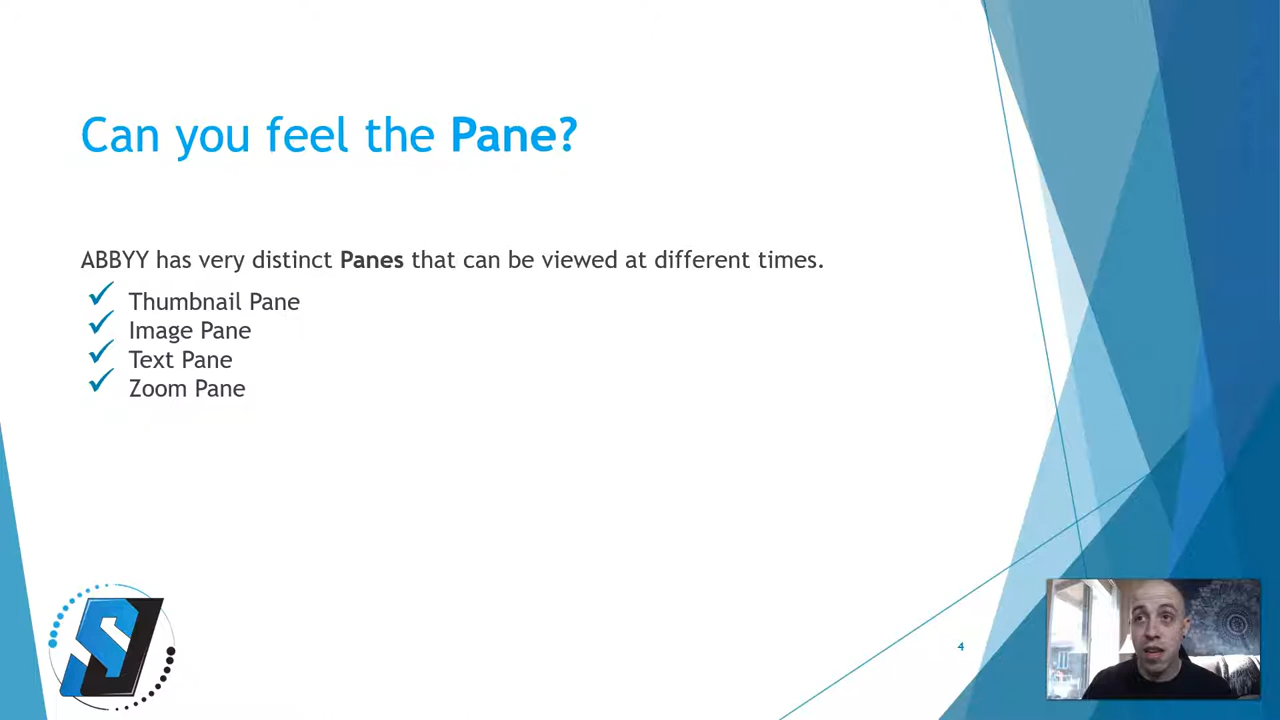 Can you feel the Pane?
ABBYY has very distinct Panes that can be viewed at different times.
Thumbnail Pane
Image Pane
Text Pane
Zoom Pane
4